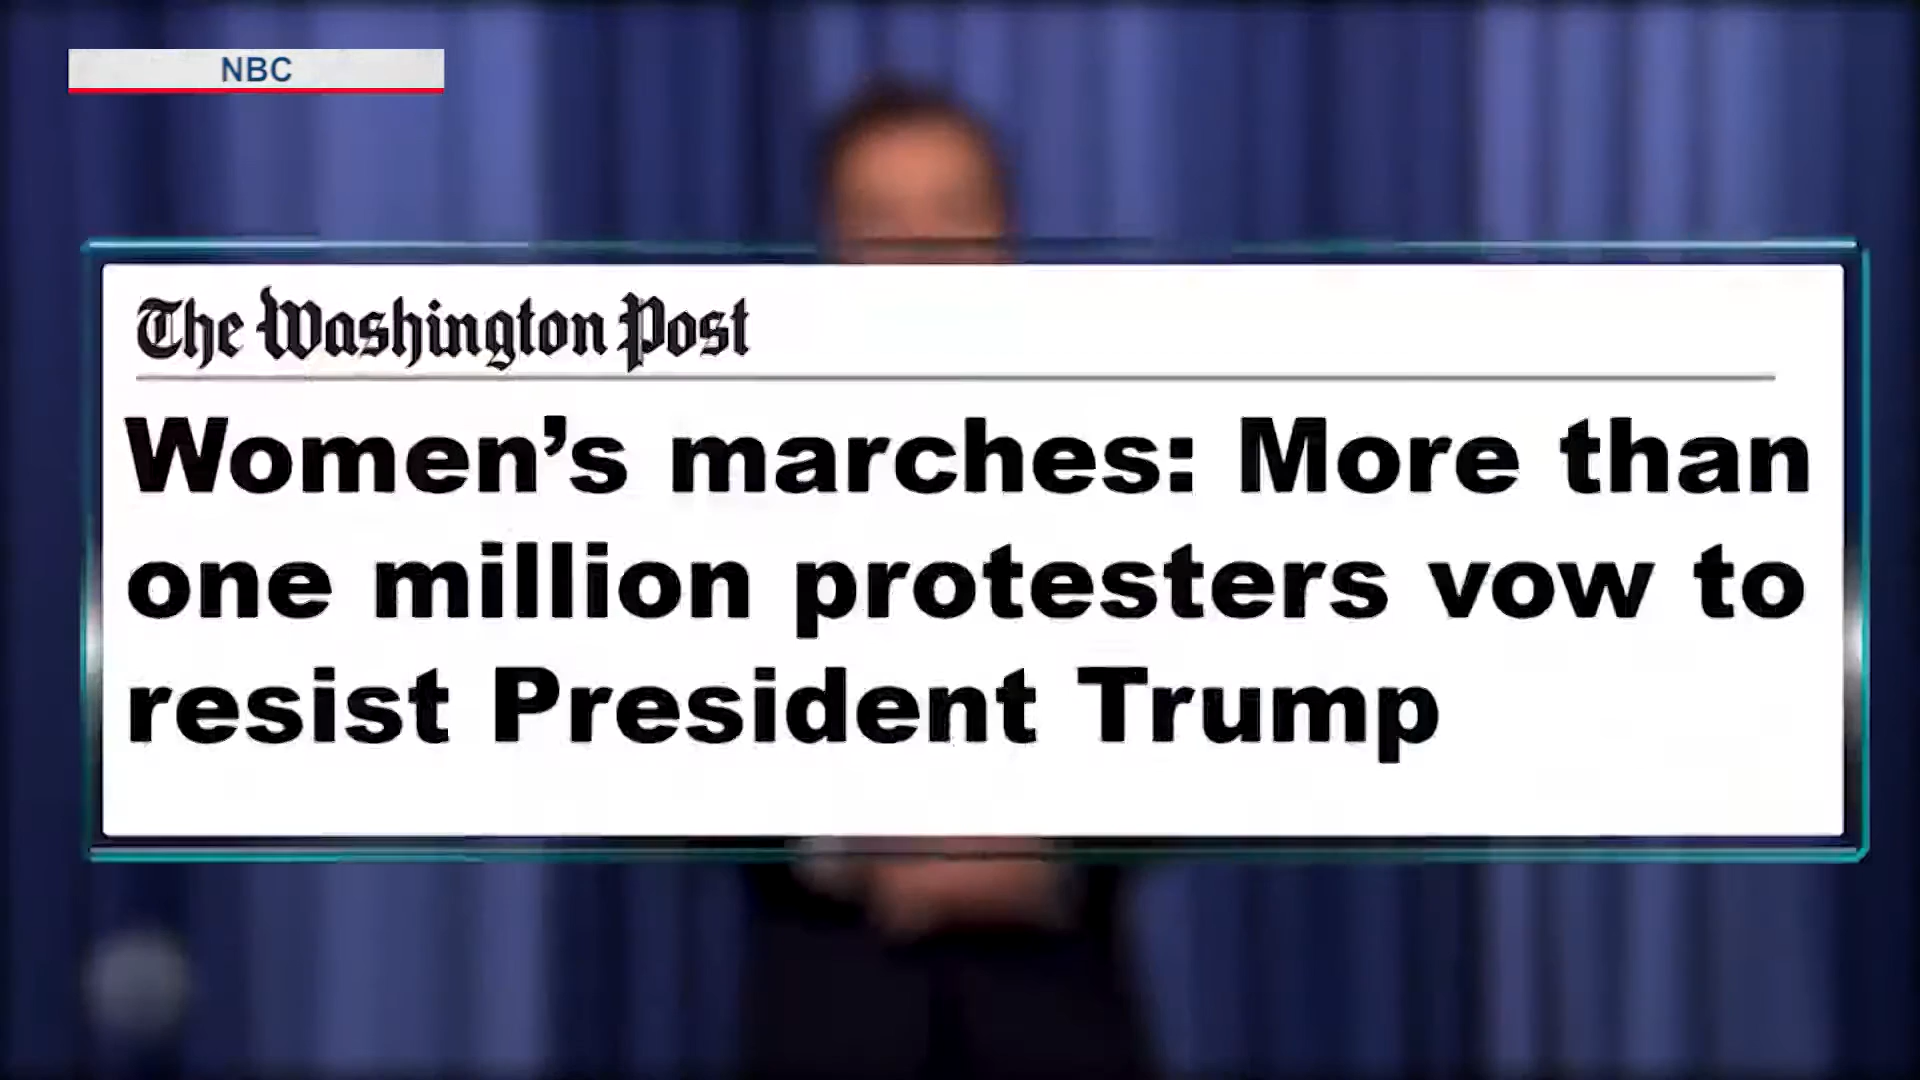 NBC
The Washington Post
Women’s marches: More than
one million protesters vow to
resist President Trump